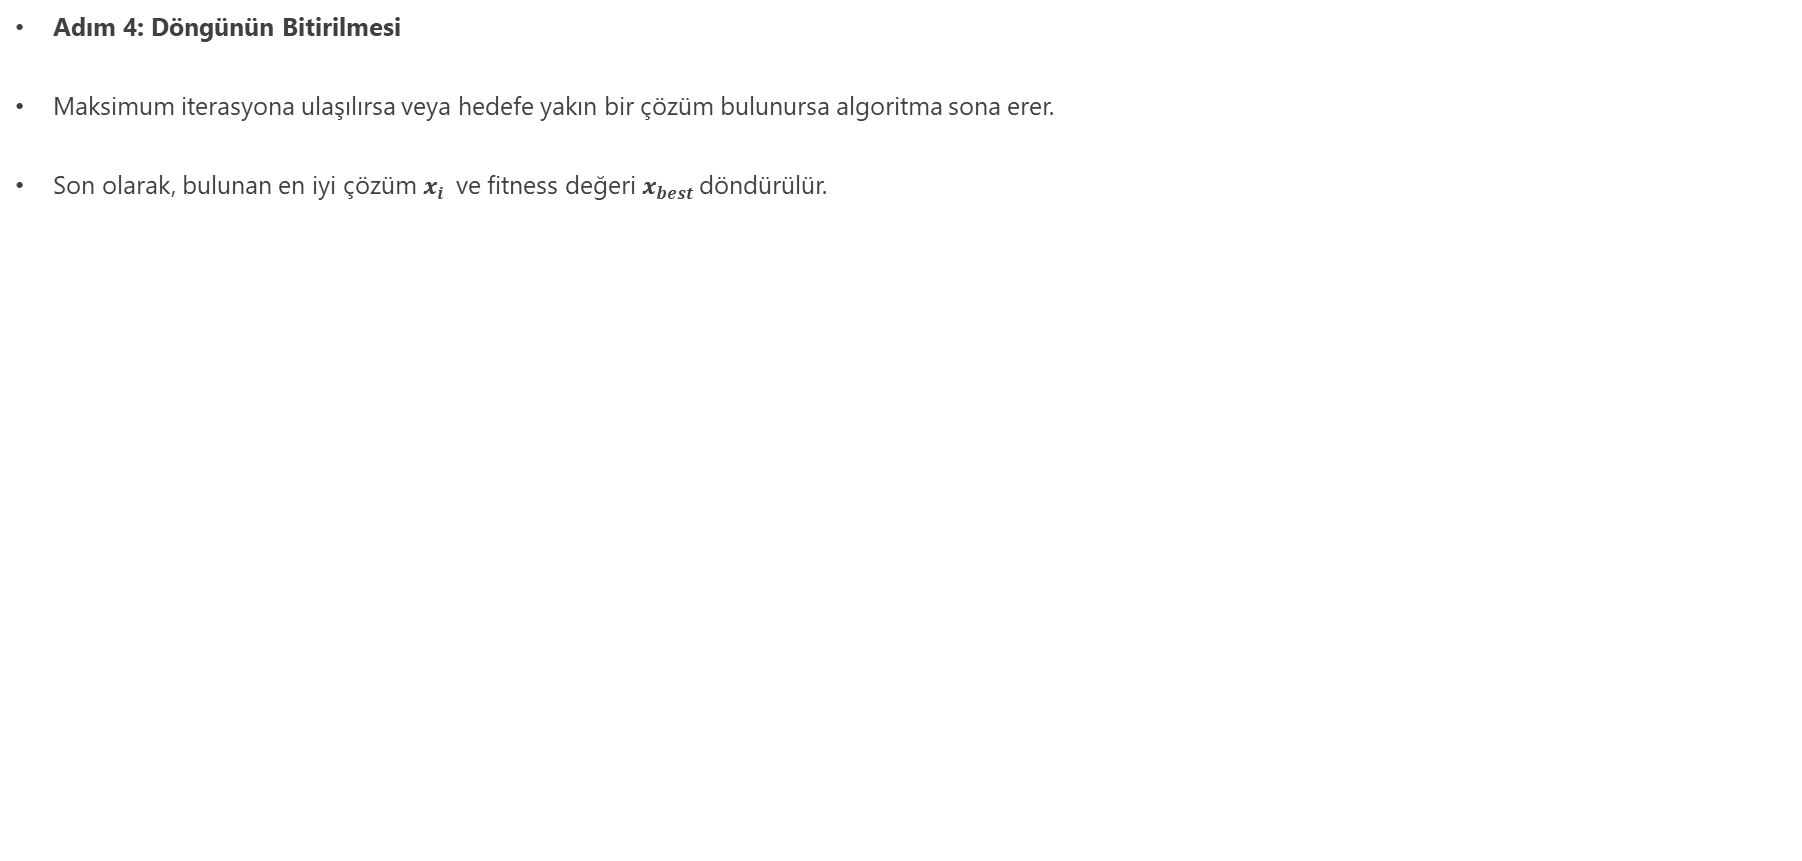 • Adım 4: Döngünün Bitirilmesi
• Maksimum iterasyona ulaşılırsa veya hedefe yakın bir çözüm bulunursa algoritma sona erer.
• Son olarak, bulunan en iyi çözüm 𝒙ᵢ ve fitness değeri 𝒙_best döndürülür.